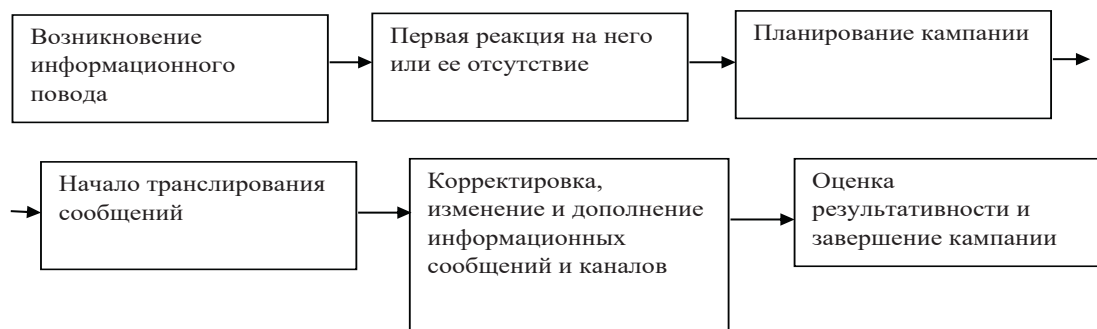 Возникновение
информационного
повода
Первая реакция на него
или ее отсутствие
Планирование кампании
Начало транслирования
сообщений
Корректировка,
изменение и дополнение
информационных
сообщений и каналов
Оценка
результативности и
завершение кампании